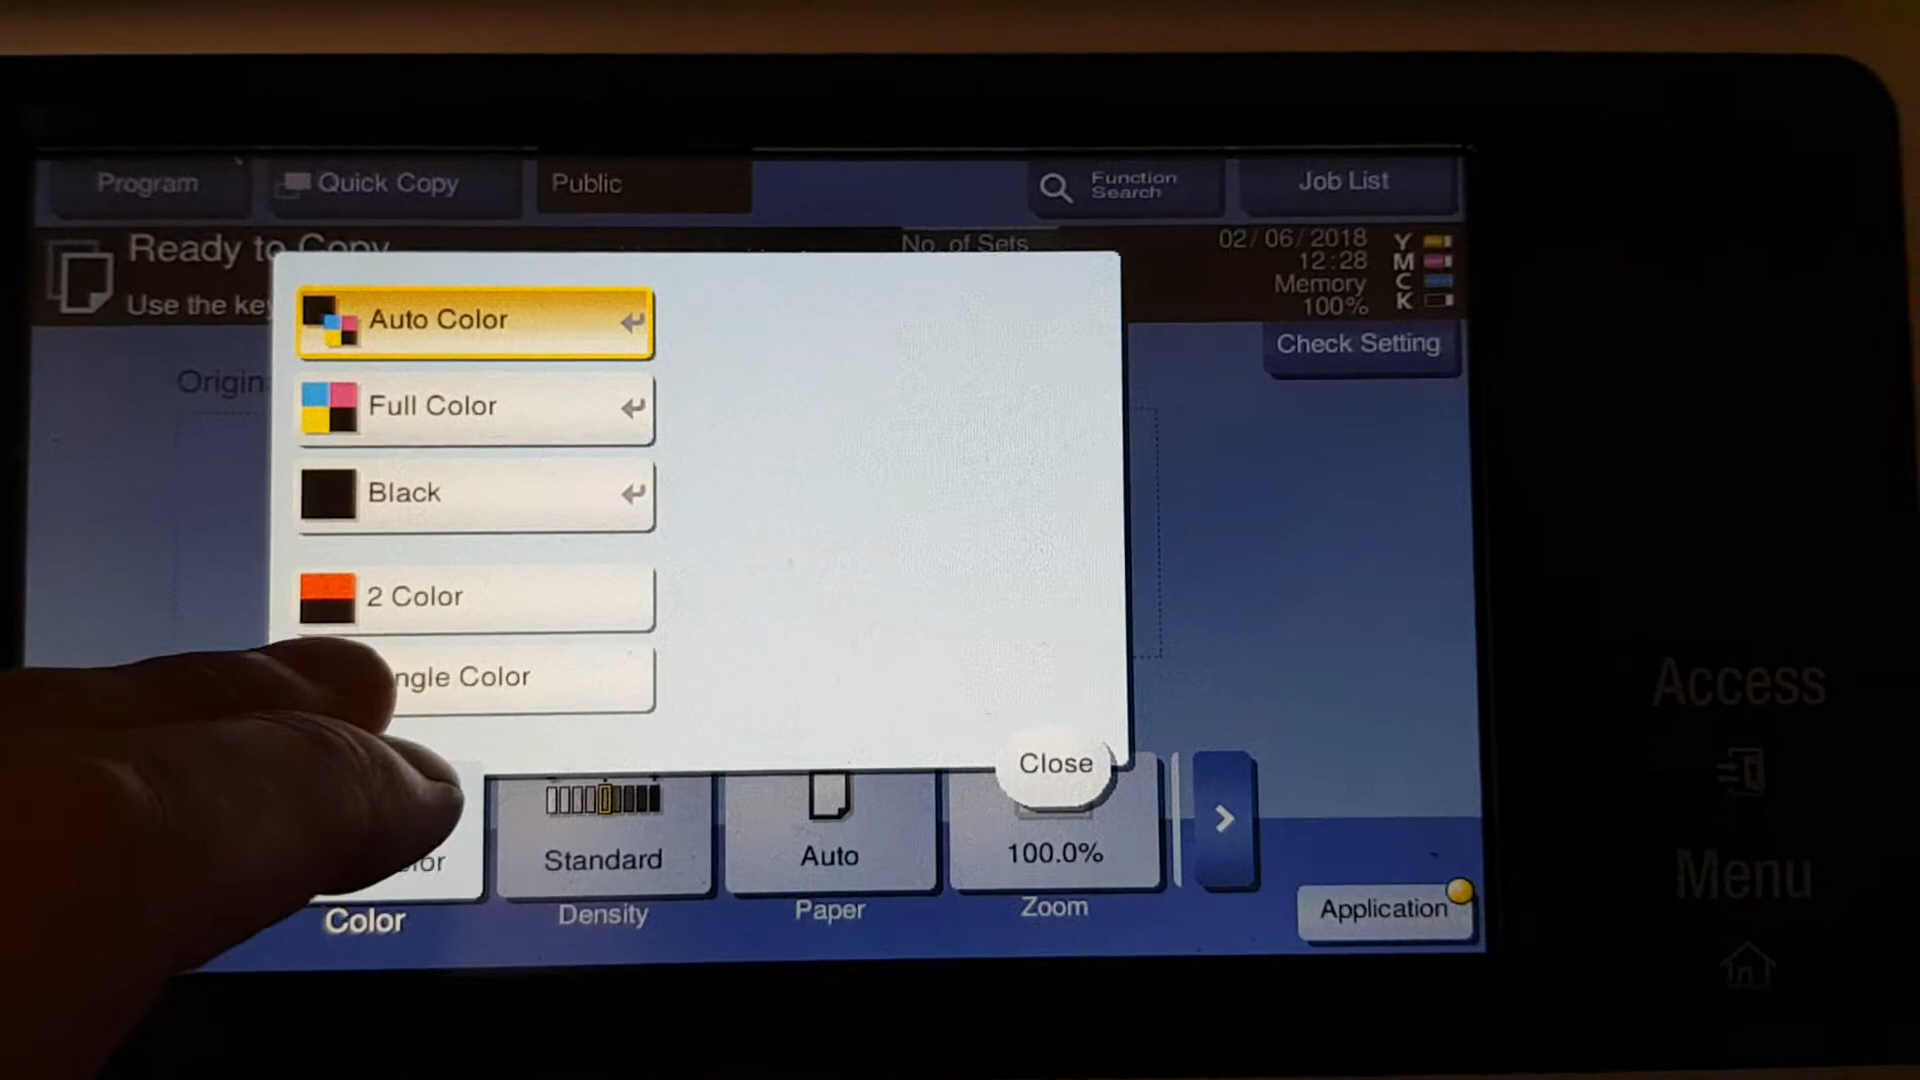 Program
Quick Copy
Public
Function
Search
Job List
Ready to Copy
No. of Sets
02/06/2018
12:28
Memory
100%
Y
M
C
K
Use the key
Check Setting
Origin
Auto Color
Full Color
Black
2 Color
ngle Color
Close
Standard
Auto
100.0%
Color
Density
Paper
Zoom
Application
Access
Menu